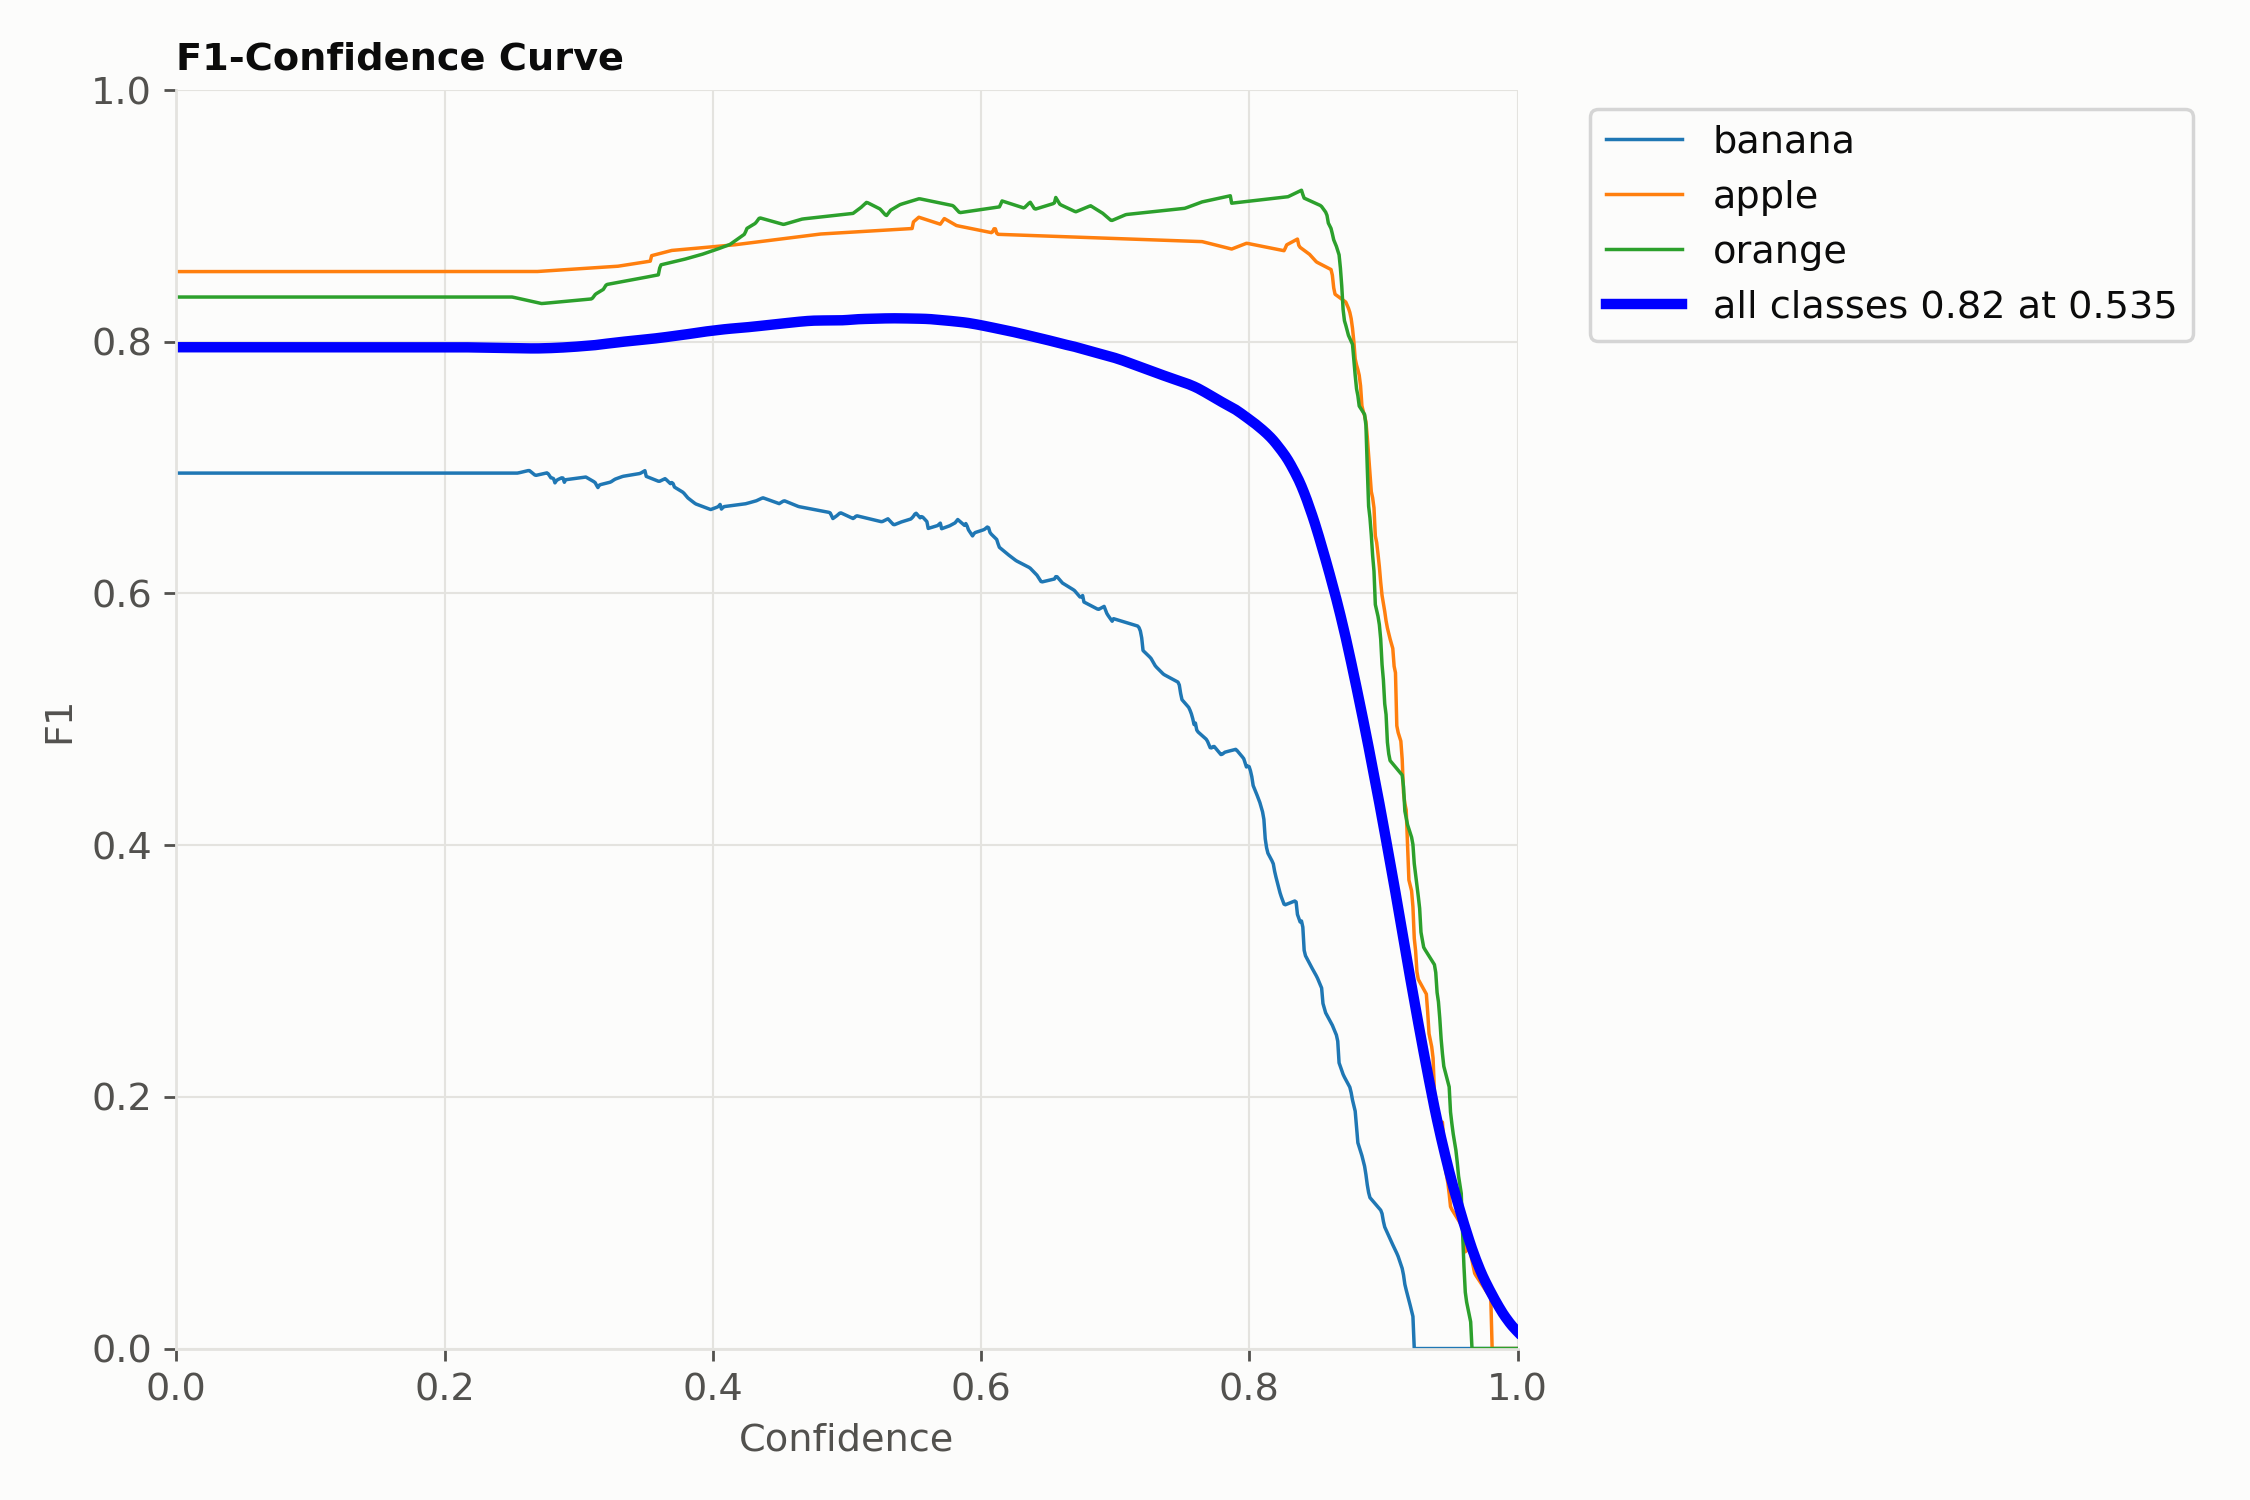 F1-Confidence Curve
1.0
0.8
0.6
0.4
0.2
0.0
F1
0.0 0.2 0.4 0.6 0.8 1.0
Confidence
banana
apple
orange
all classes 0.82 at 0.535